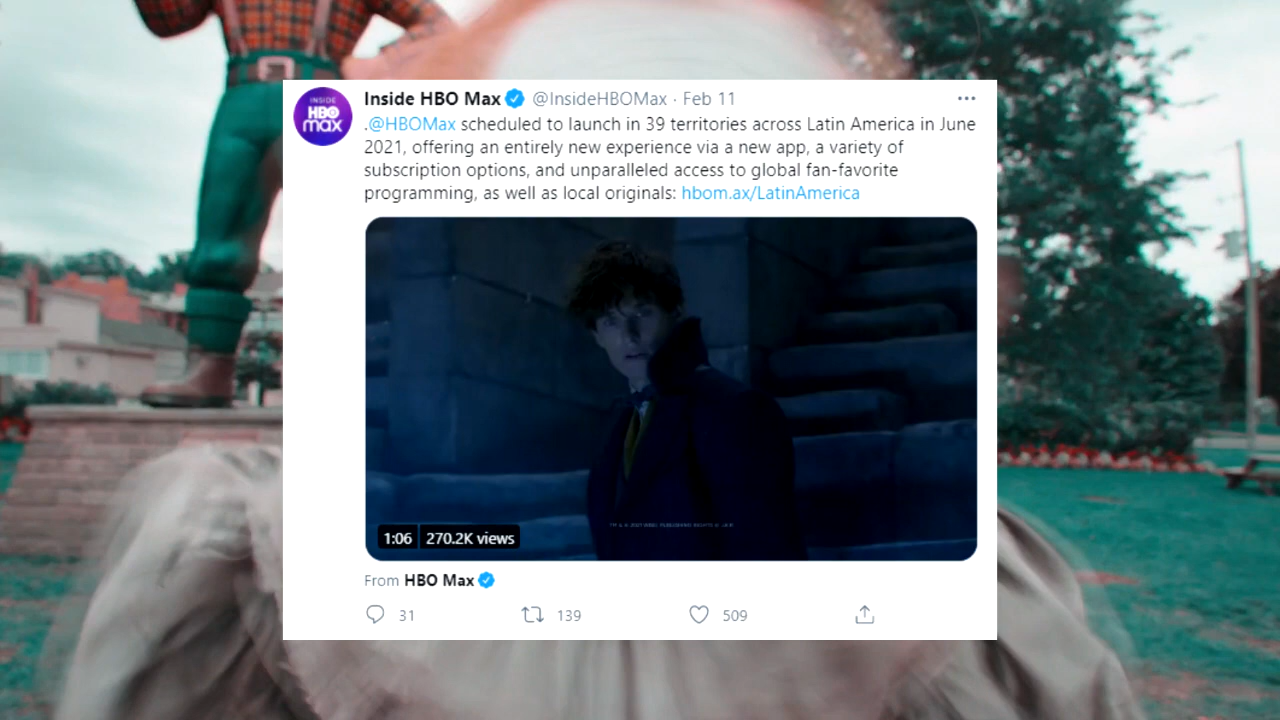 INSIDE
HBO
max
Inside HBO Max @InsideHBOMax · Feb 11
.@HBOMax scheduled to launch in 39 territories across Latin America in June
2021, offering an entirely new experience via a new app, a variety of
subscription options, and unparalleled access to global fan-favorite
programming, as well as local originals: hbom.ax/LatinAmerica
1:06 270.2K views
From HBO Max
31 139 509